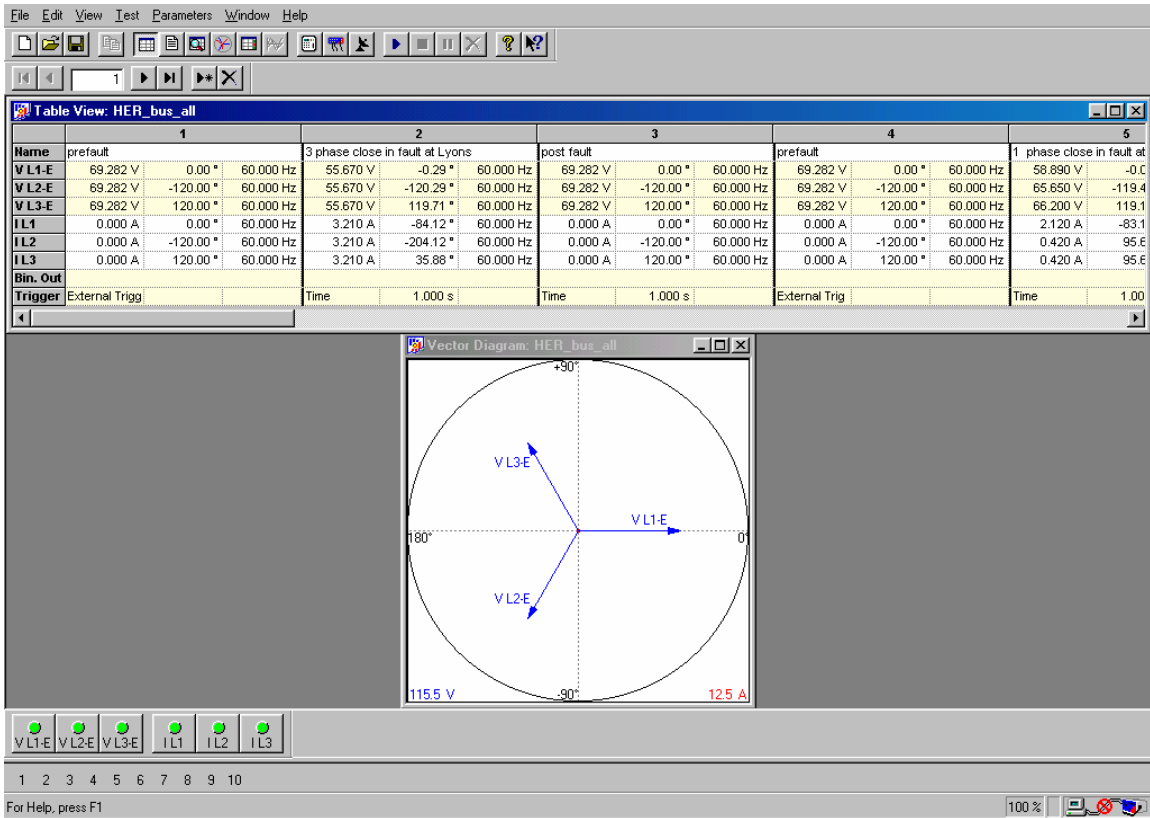 File Edit View Test Parameters Window Help
1
Table View: HER_bus_all
1 2 3 4 5
Name prefault 3 phase close in fault at Lyons post fault prefault 1 phase close in fault at
V L1-E 69.282 V 0.00 ° 60.000 Hz 55.670 V -0.29 ° 60.000 Hz 69.282 V 0.00 ° 60.000 Hz 69.282 V 0.00 ° 60.000 Hz 58.890 V -0.0
V L2-E 69.282 V -120.00 ° 60.000 Hz 55.670 V -120.29 ° 60.000 Hz 69.282 V -120.00 ° 60.000 Hz 69.282 V -120.00 ° 60.000 Hz 65.650 V -119.4
V L3-E 69.282 V 120.00 ° 60.000 Hz 55.670 V 119.71 ° 60.000 Hz 69.282 V 120.00 ° 60.000 Hz 69.282 V 120.00 ° 60.000 Hz 66.200 V 119.1
I L1 0.000 A 0.00 ° 60.000 Hz 3.210 A -84.12 ° 60.000 Hz 0.000 A 0.00 ° 60.000 Hz 0.000 A 0.00 ° 60.000 Hz 2.120 A -83.1
I L2 0.000 A -120.00 ° 60.000 Hz 3.210 A -204.12 ° 60.000 Hz 0.000 A -120.00 ° 60.000 Hz 0.000 A -120.00 ° 60.000 Hz 0.420 A 95.6
I L3 0.000 A 120.00 ° 60.000 Hz 3.210 A 35.88 ° 60.000 Hz 0.000 A 120.00 ° 60.000 Hz 0.000 A 120.00 ° 60.000 Hz 0.420 A 95.6
Bin. Out
Trigger External Trigg Time 1.000 s Time 1.000 s External Trig Time 1.00
Vector Diagram: HER_bus_all
+90°
V L3-E
V L1-E
180° 0°
V L2-E
115.5 V -90° 12.5 A
V L1-E V L2-E V L3-E I L1 I L2 I L3
1 2 3 4 5 6 7 8 9 10
For Help, press F1 100 %